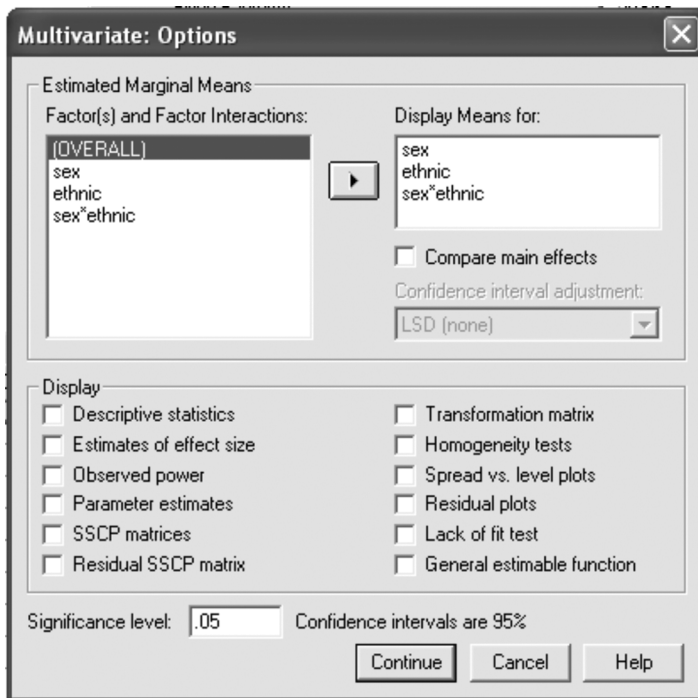 Multivariate: Options
Estimated Marginal Means
Factor(s) and Factor Interactions:
(OVERALL)
sex
ethnic
sex*ethnic
Display Means for:
sex
ethnic
sex*ethnic
Compare main effects
Confidence interval adjustment:
LSD (none)
Display
Descriptive statistics
Estimates of effect size
Observed power
Parameter estimates
SSCP matrices
Residual SSCP matrix
Transformation matrix
Homogeneity tests
Spread vs. level plots
Residual plots
Lack of fit test
General estimable function
Significance level: .05 Confidence intervals are 95%
Continue Cancel Help